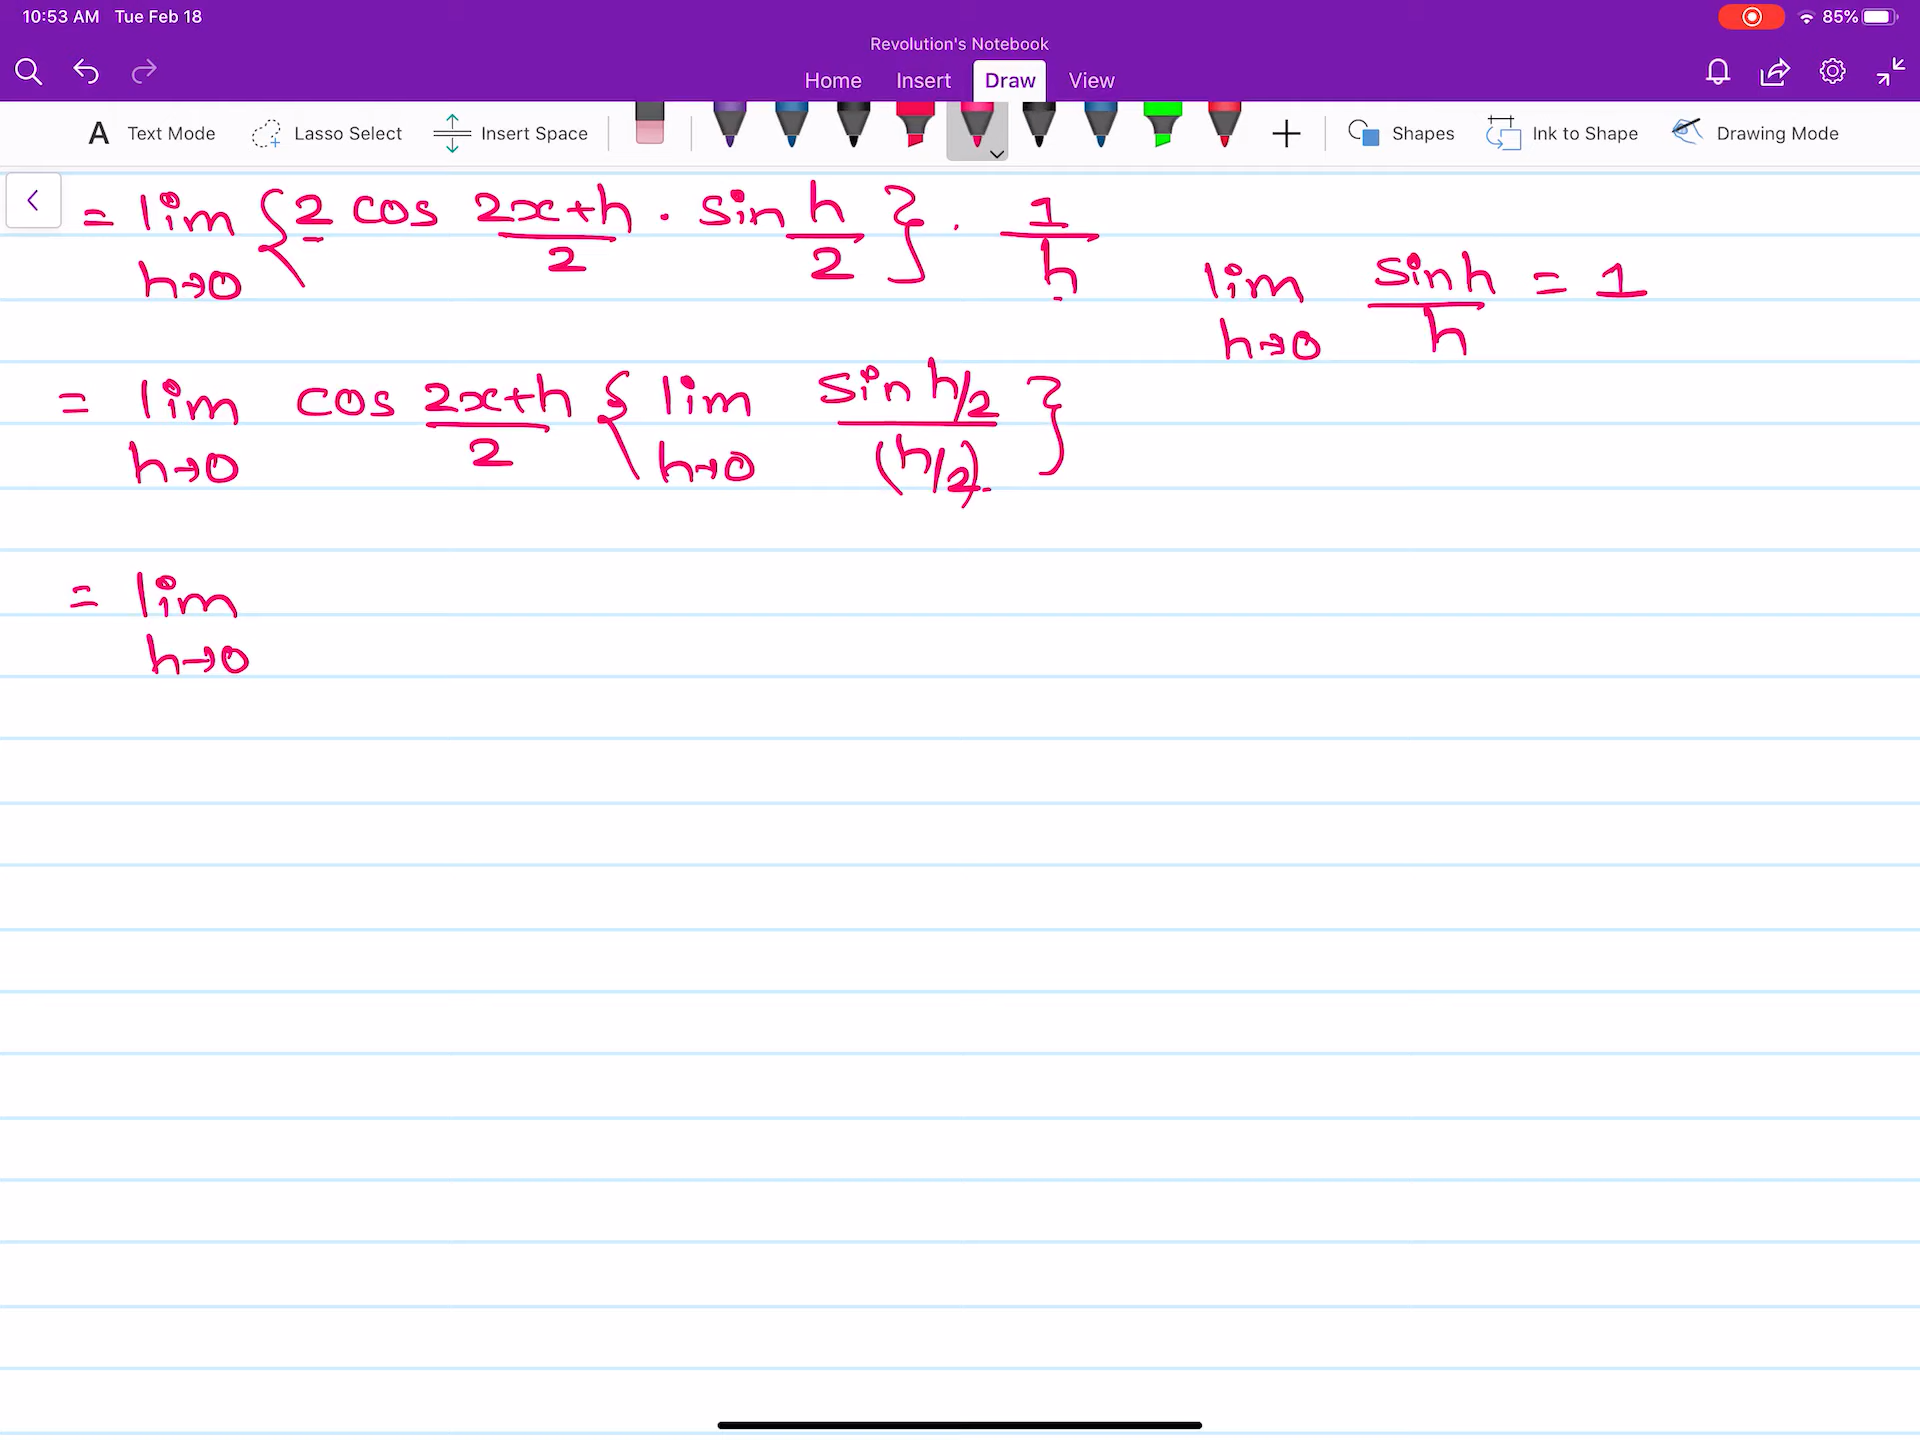 10:53 AM Tue Feb 18 85%
Revolution's Notebook
Home Insert Draw View
A Text Mode Lasso Select Insert Space Shapes Ink to Shape Drawing Mode
= lim h→0 { 2 cos (2x+h)/2 · sin h/2 } · 1/h
lim h→0 sin h/h = 1
= lim h→0 cos (2x+h)/2 { lim h→0 sin h/2 / (h/2) }
= lim h→0